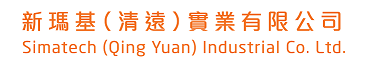 新瑪基(清遠)實業有限公司
Simatech (Qing Yuan) Industrial Co. Ltd.